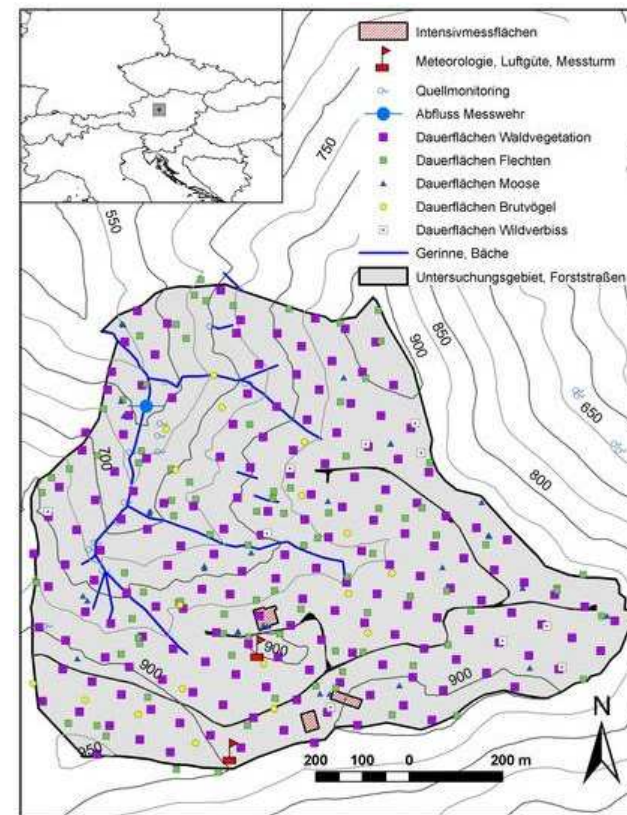 Intensivmessflächen
Meteorologie, Luftgüte, Messturm
Quellmonitoring
Abfluss Messwehr
Dauerflächen Waldvegetation
Dauerflächen Flechten
Dauerflächen Moose
Dauerflächen Brutvögel
Dauerflächen Wildverbiss
Gerinne, Bäche
Untersuchungsgebiet, Forststraßen
750
550
850
900
650
700
800
900
900
900
950
N
200 100 0 200 m